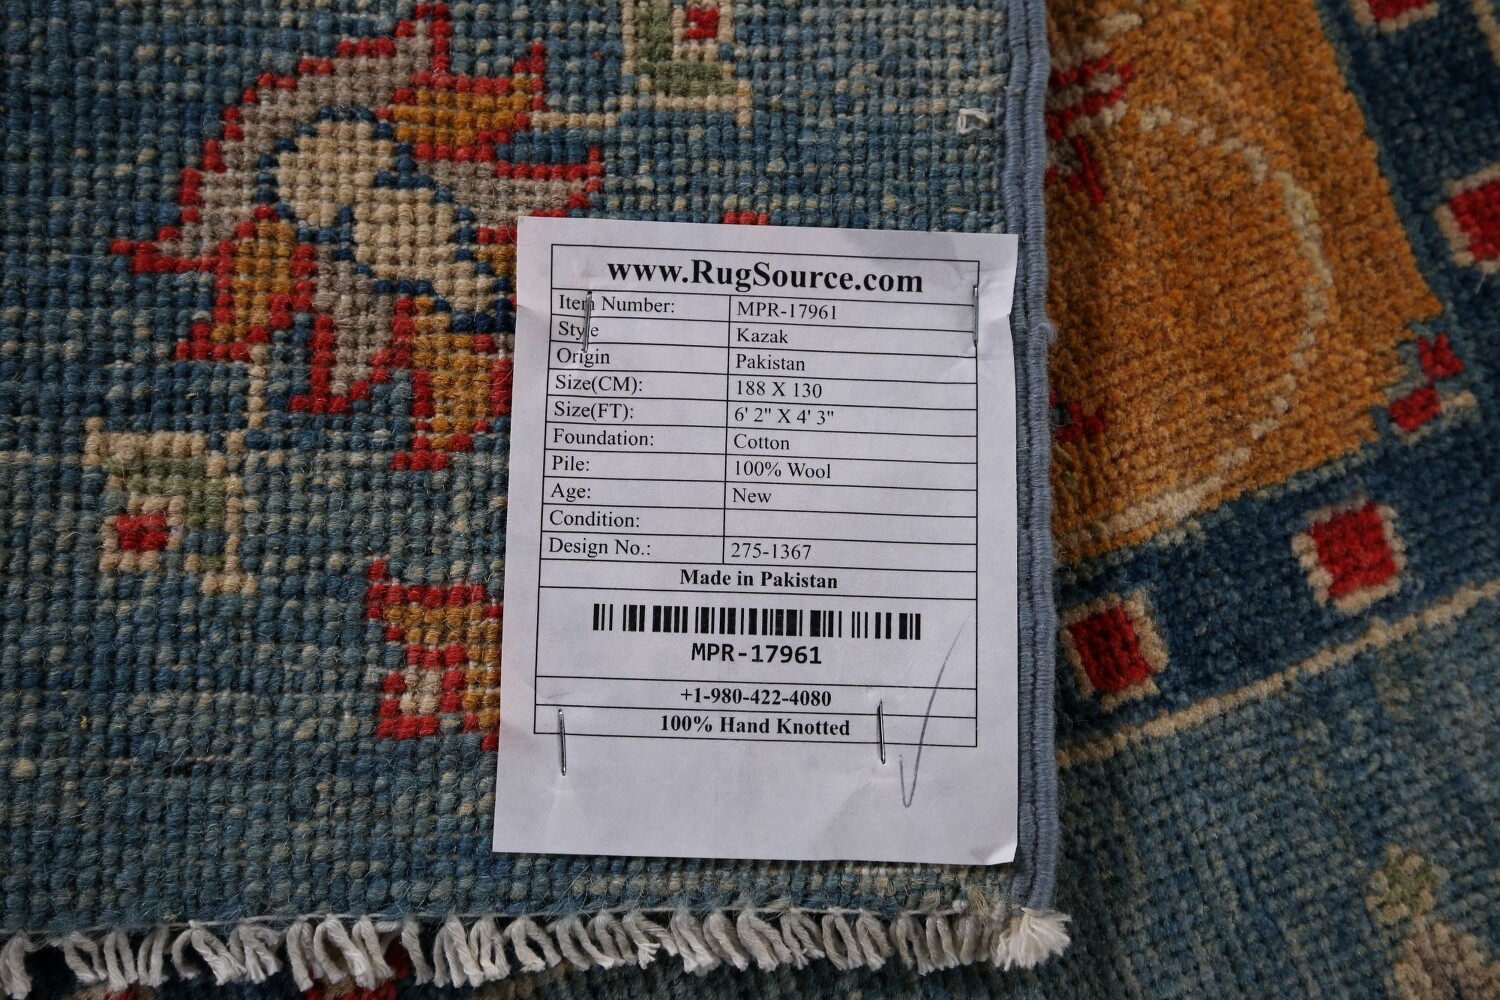 www.RugSource.com
Item Number: MPR-17961
Style Kazak
Origin Pakistan
Size(CM): 188 X 130
Size(FT): 6' 2" X 4' 3"
Foundation: Cotton
Pile: 100% Wool
Age: New
Condition:
Design No.: 275-1367
Made in Pakistan
MPR-17961
+1-980-422-4080
100% Hand Knotted